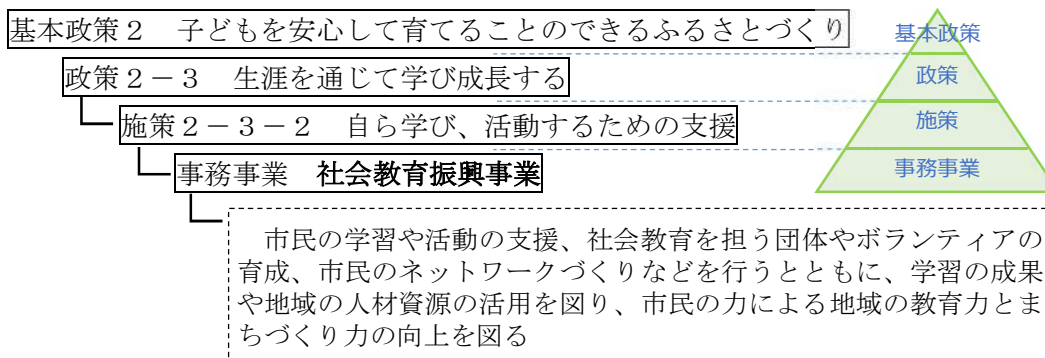 基本政策２　子どもを安心して育てることのできるふるさとづくり
政策２－３　生涯を通じて学び成長する
施策２－３－２　自ら学び、活動するための支援
事務事業　社会教育振興事業
市民の学習や活動の支援、社会教育を担う団体やボランティアの
育成、市民のネットワークづくりなどを行うとともに、学習の成果
や地域の人材資源の活用を図り、市民の力による地域の教育力とま
ちづくり力の向上を図る
基本政策
政策
施策
事務事業